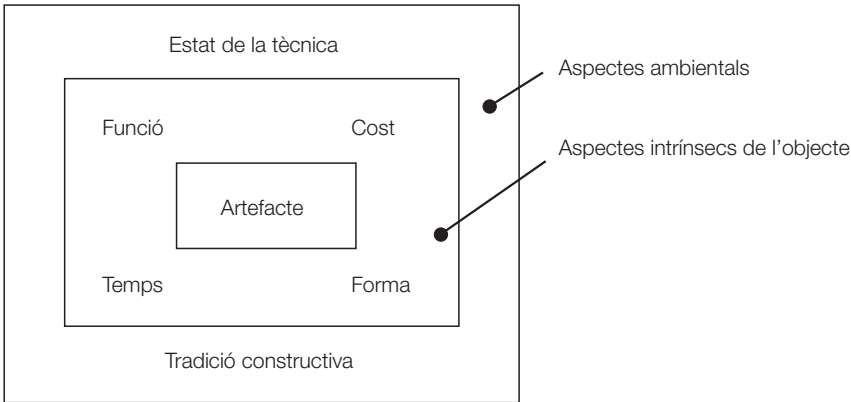 Estat de la tècnica
Aspectes ambientals
Funció
Cost
Aspectes intrínsecs de l’objecte
Artefacte
Temps
Forma
Tradició constructiva